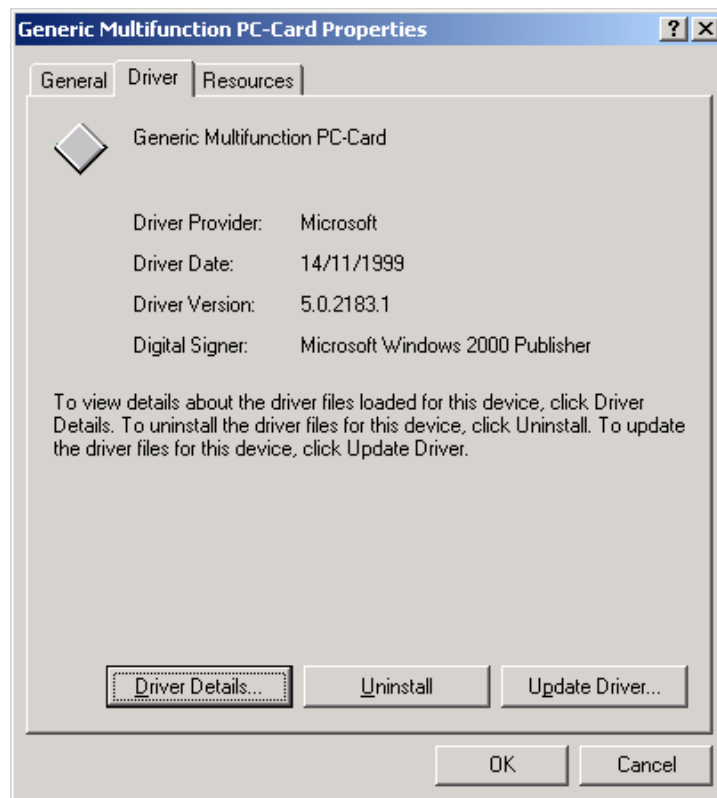 Generic Multifunction PC-Card Properties
General Driver Resources
Generic Multifunction PC-Card
Driver Provider: Microsoft
Driver Date: 14/11/1999
Driver Version: 5.0.2183.1
Digital Signer: Microsoft Windows 2000 Publisher
To view details about the driver files loaded for this device, click Driver
Details. To uninstall the driver files for this device, click Uninstall. To update
the driver files for this device, click Update Driver.
Driver Details... Uninstall Update Driver...
OK Cancel